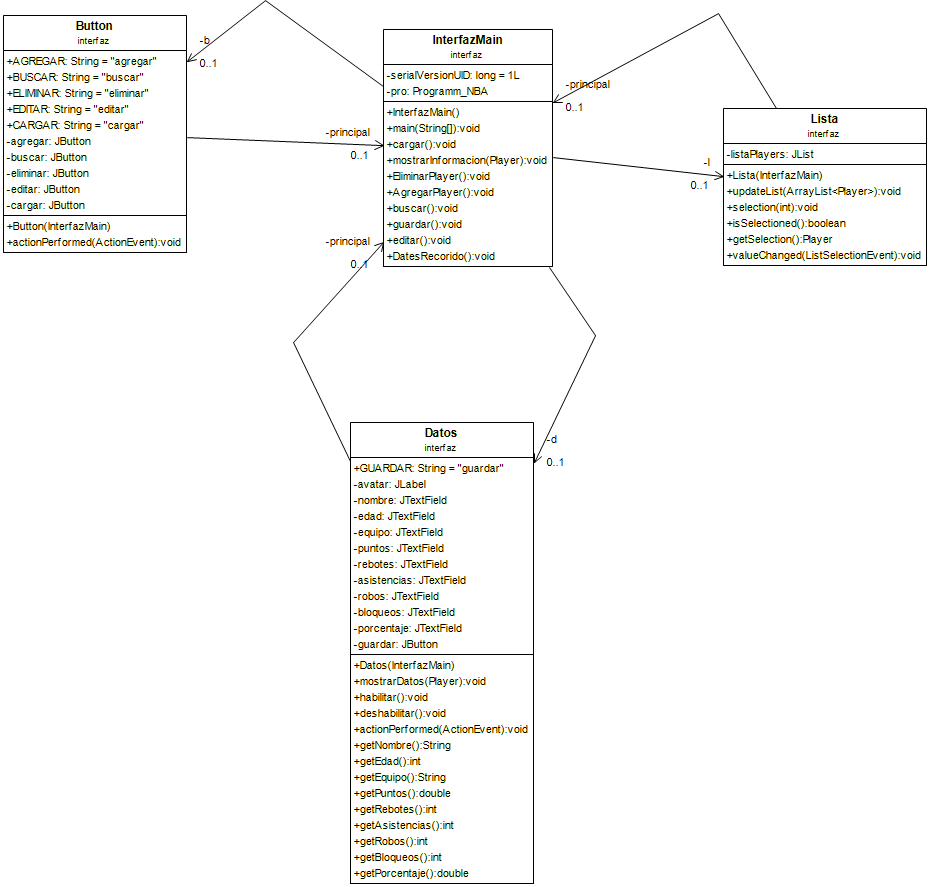 Button
interfaz
+AGREGAR: String = "agregar"
+BUSCAR: String = "buscar"
+ELIMINAR: String = "eliminar"
+EDITAR: String = "editar"
+CARGAR: String = "cargar"
-agregar: JButton
-buscar: JButton
-eliminar: JButton
-editar: JButton
-cargar: JButton
+Button(InterfazMain)
+actionPerformed(ActionEvent):void
-b
0..1
-principal
0..1
-principal
0..1
InterfazMain
interfaz
-serialVersionUID: long = 1L
-pro: Programm_NBA
+InterfazMain()
+main(String[]):void
+cargar():void
+mostrarInformacion(Player):void
+EliminarPlayer():void
+AgregarPlayer():void
+buscar():void
+guardar():void
+editar():void
+DatesRecorido():void
-principal
0..1
-l
0..1
Lista
interfaz
-listaPlayers: JList
+Lista(InterfazMain)
+updateList(ArrayList<Player>):void
+selection(int):void
+isSelectioned():boolean
+getSelection():Player
+valueChanged(ListSelectionEvent):void
-d
0..1
Datos
interfaz
+GUARDAR: String = "guardar"
-avatar: JLabel
-nombre: JTextField
-edad: JTextField
-equipo: JTextField
-puntos: JTextField
-rebotes: JTextField
-asistencias: JTextField
-robos: JTextField
-bloqueos: JTextField
-porcentaje: JTextField
-guardar: JButton
+Datos(InterfazMain)
+mostrarDatos(Player):void
+habilitar():void
+deshabilitar():void
+actionPerformed(ActionEvent):void
+getNombre():String
+getEdad():int
+getEquipo():String
+getPuntos():double
+getRebotes():int
+getAsistencias():int
+getRobos():int
+getBloqueos():int
+getPorcentaje():double